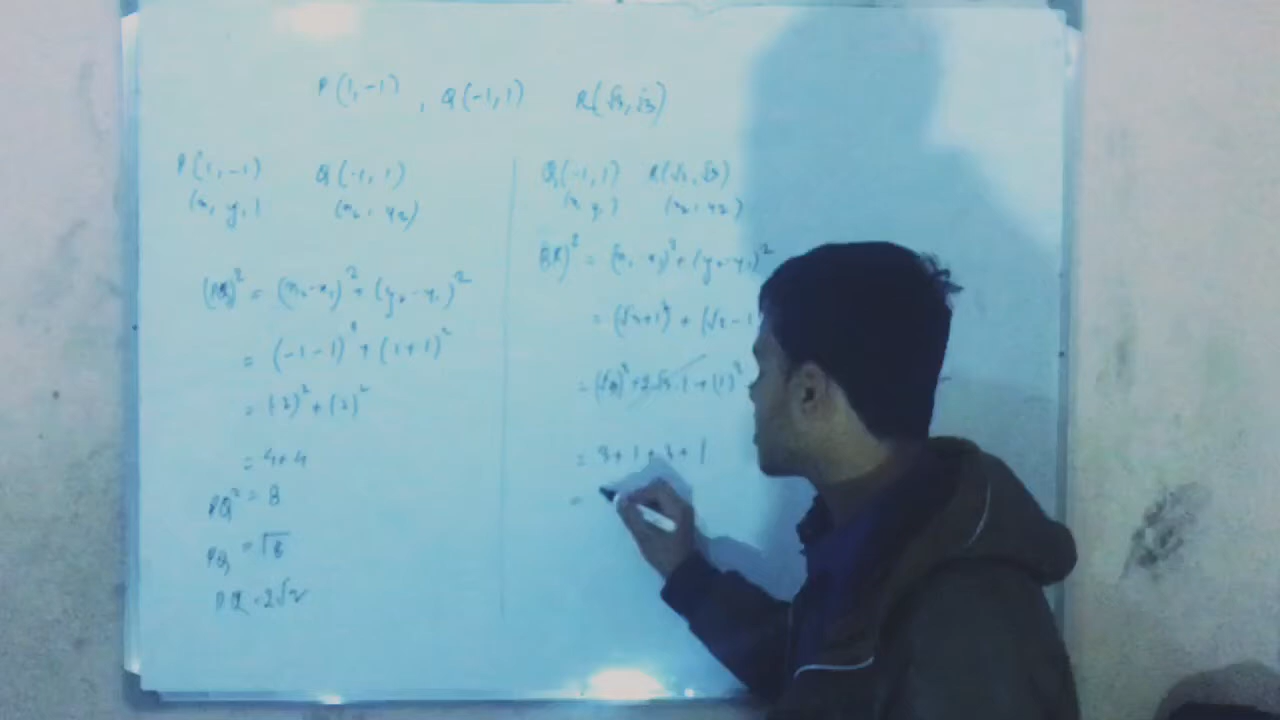 P(1,-1) , Q(-1,1) R(√3,√3)
P(1,-1) Q(-1,1)
(x₁ y₁) (x₂, y₂)
(PQ)² = (x₂-x₁)² + (y₂-y₁)²
= (-1-1)² + (1+1)²
= (-2)² + (2)²
= 4+4
PQ² = 8
PQ = √8
PQ = 2√2
Q(-1,1) R(√3,√3)
(x₁ y₁) (x₂, y₂)
QR)² = (x₂-x₁)² + (y₂-y₁)²
= (√3+1)² + (√3-1
= (√3)² + 2√3.1 + (1)²
= 3+1+3+1
=